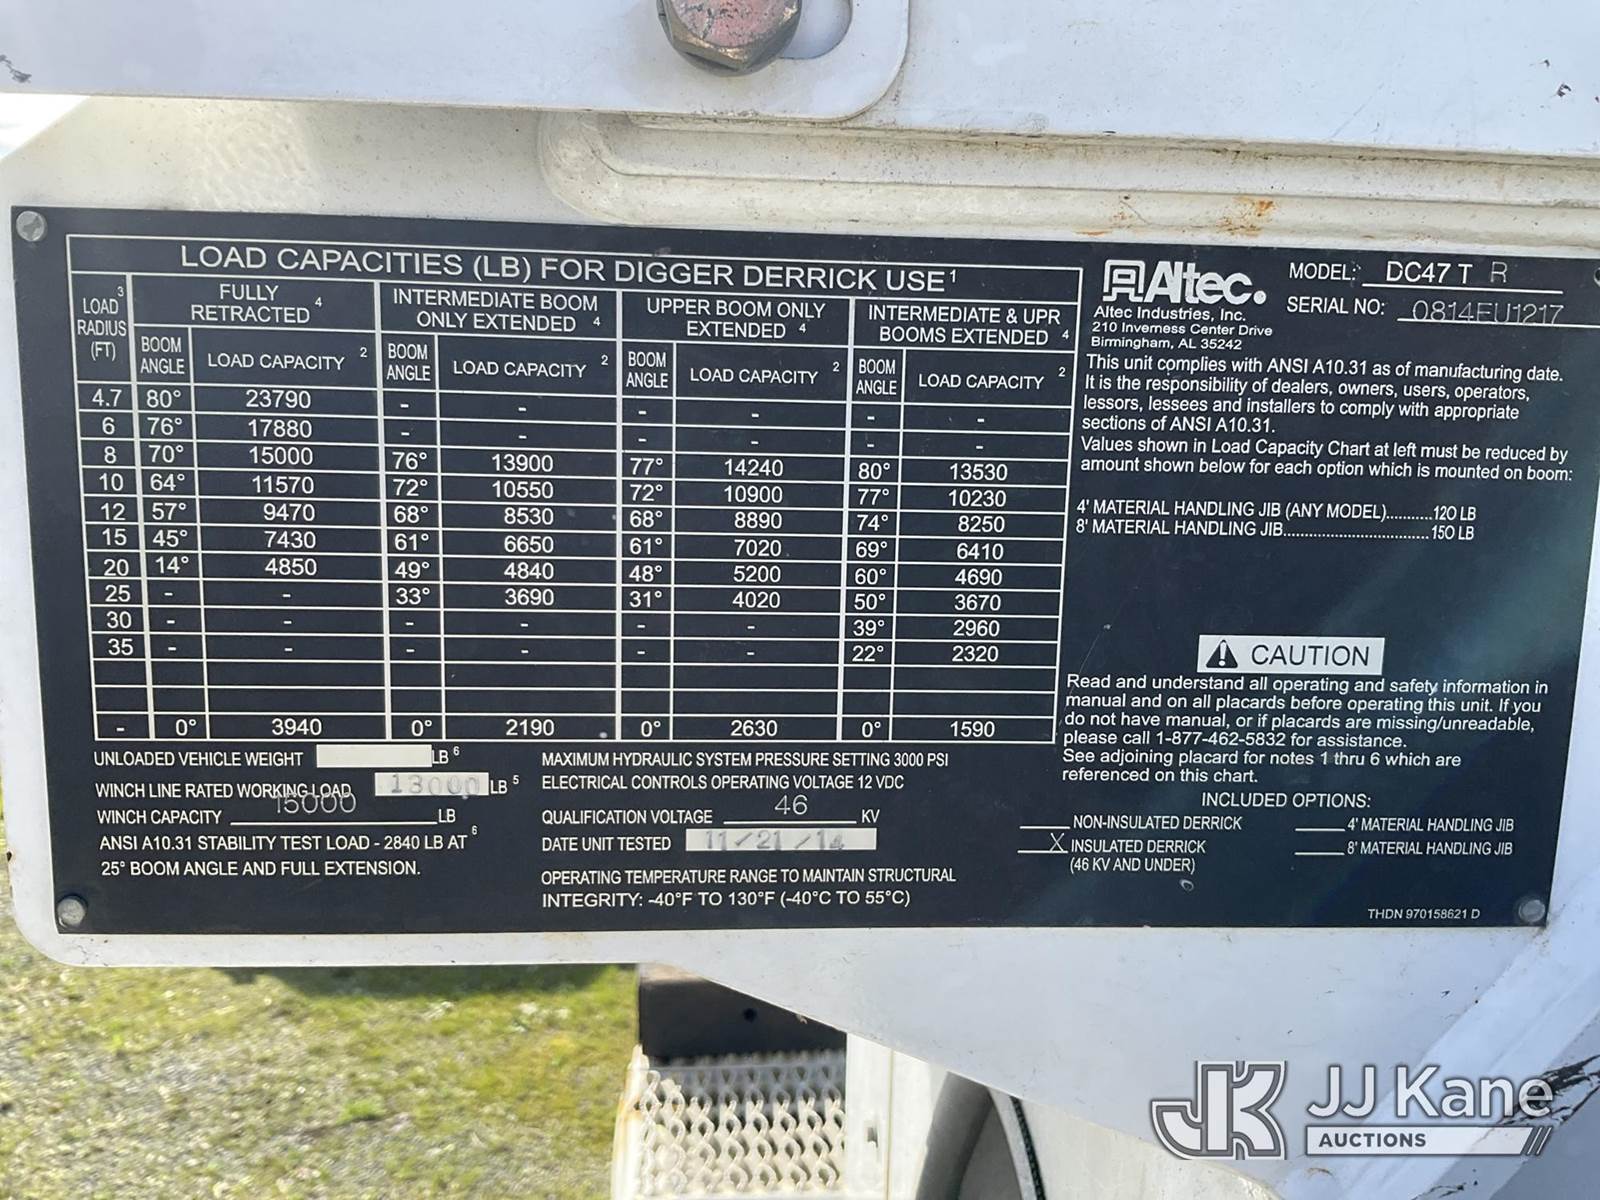 LOAD CAPACITIES (LB) FOR DIGGER DERRICK USE 1
LOAD 3 RADIUS (FT)
FULLY RETRACTED 4
INTERMEDIATE BOOM ONLY EXTENDED 4
UPPER BOOM ONLY EXTENDED 4
INTERMEDIATE & UPR BOOMS EXTENDED 4
BOOM ANGLE LOAD CAPACITY 2 BOOM ANGLE LOAD CAPACITY 2 BOOM ANGLE LOAD CAPACITY 2 BOOM ANGLE LOAD CAPACITY 2
4.7 80° 23790 - - - - - -
6 76° 17880 - - - - - -
8 70° 15000 76° 13900 77° 14240 80° 13530
10 64° 11570 72° 10550 72° 10900 77° 10230
12 57° 9470 68° 8530 68° 8890 74° 8250
15 45° 7430 61° 6650 61° 7020 69° 6410
20 14° 4850 49° 4840 48° 5200 60° 4690
25 - - 33° 3690 31° 4020 50° 3670
30 - - - - - - 39° 2960
35 - - - - - - 22° 2320
- 0° 3940 0° 2190 0° 2630 0° 1590
UNLOADED VEHICLE WEIGHT LB 6
WINCH LINE RATED WORKING LOAD 13000 LB 5
WINCH CAPACITY 15000 LB
ANSI A10.31 STABILITY TEST LOAD - 2840 LB AT 6
25° BOOM ANGLE AND FULL EXTENSION.
MAXIMUM HYDRAULIC SYSTEM PRESSURE SETTING 3000 PSI
ELECTRICAL CONTROLS OPERATING VOLTAGE 12 VDC
QUALIFICATION VOLTAGE 46 KV
DATE UNIT TESTED 11/21/14
OPERATING TEMPERATURE RANGE TO MAINTAIN STRUCTURAL
INTEGRITY: -40°F TO 130°F (-40°C TO 55°C)
Altec.
Altec Industries, Inc.
210 Inverness Center Drive
Birmingham, AL 35242
MODEL: DC47 T R
SERIAL NO: 0814EU1217
This unit complies with ANSI A10.31 as of manufacturing date.
It is the responsibility of dealers, owners, users, operators,
lessors, lessees and installers to comply with appropriate
sections of ANSI A10.31.
Values shown in Load Capacity Chart at left must be reduced by
amount shown below for each option which is mounted on boom:
4' MATERIAL HANDLING JIB (ANY MODEL)...........120 LB
8' MATERIAL HANDLING JIB..................................150 LB
CAUTION
Read and understand all operating and safety information in
manual and on all placards before operating this unit. If you
do not have manual, or if placards are missing/unreadable,
please call 1-877-462-5832 for assistance.
See adjoining placard for notes 1 thru 6 which are
referenced on this chart.
INCLUDED OPTIONS:
NON-INSULATED DERRICK
X INSULATED DERRICK
(46 KV AND UNDER)
4' MATERIAL HANDLING JIB
8' MATERIAL HANDLING JIB
THDN 970158621 D
JK JJ Kane
AUCTIONS